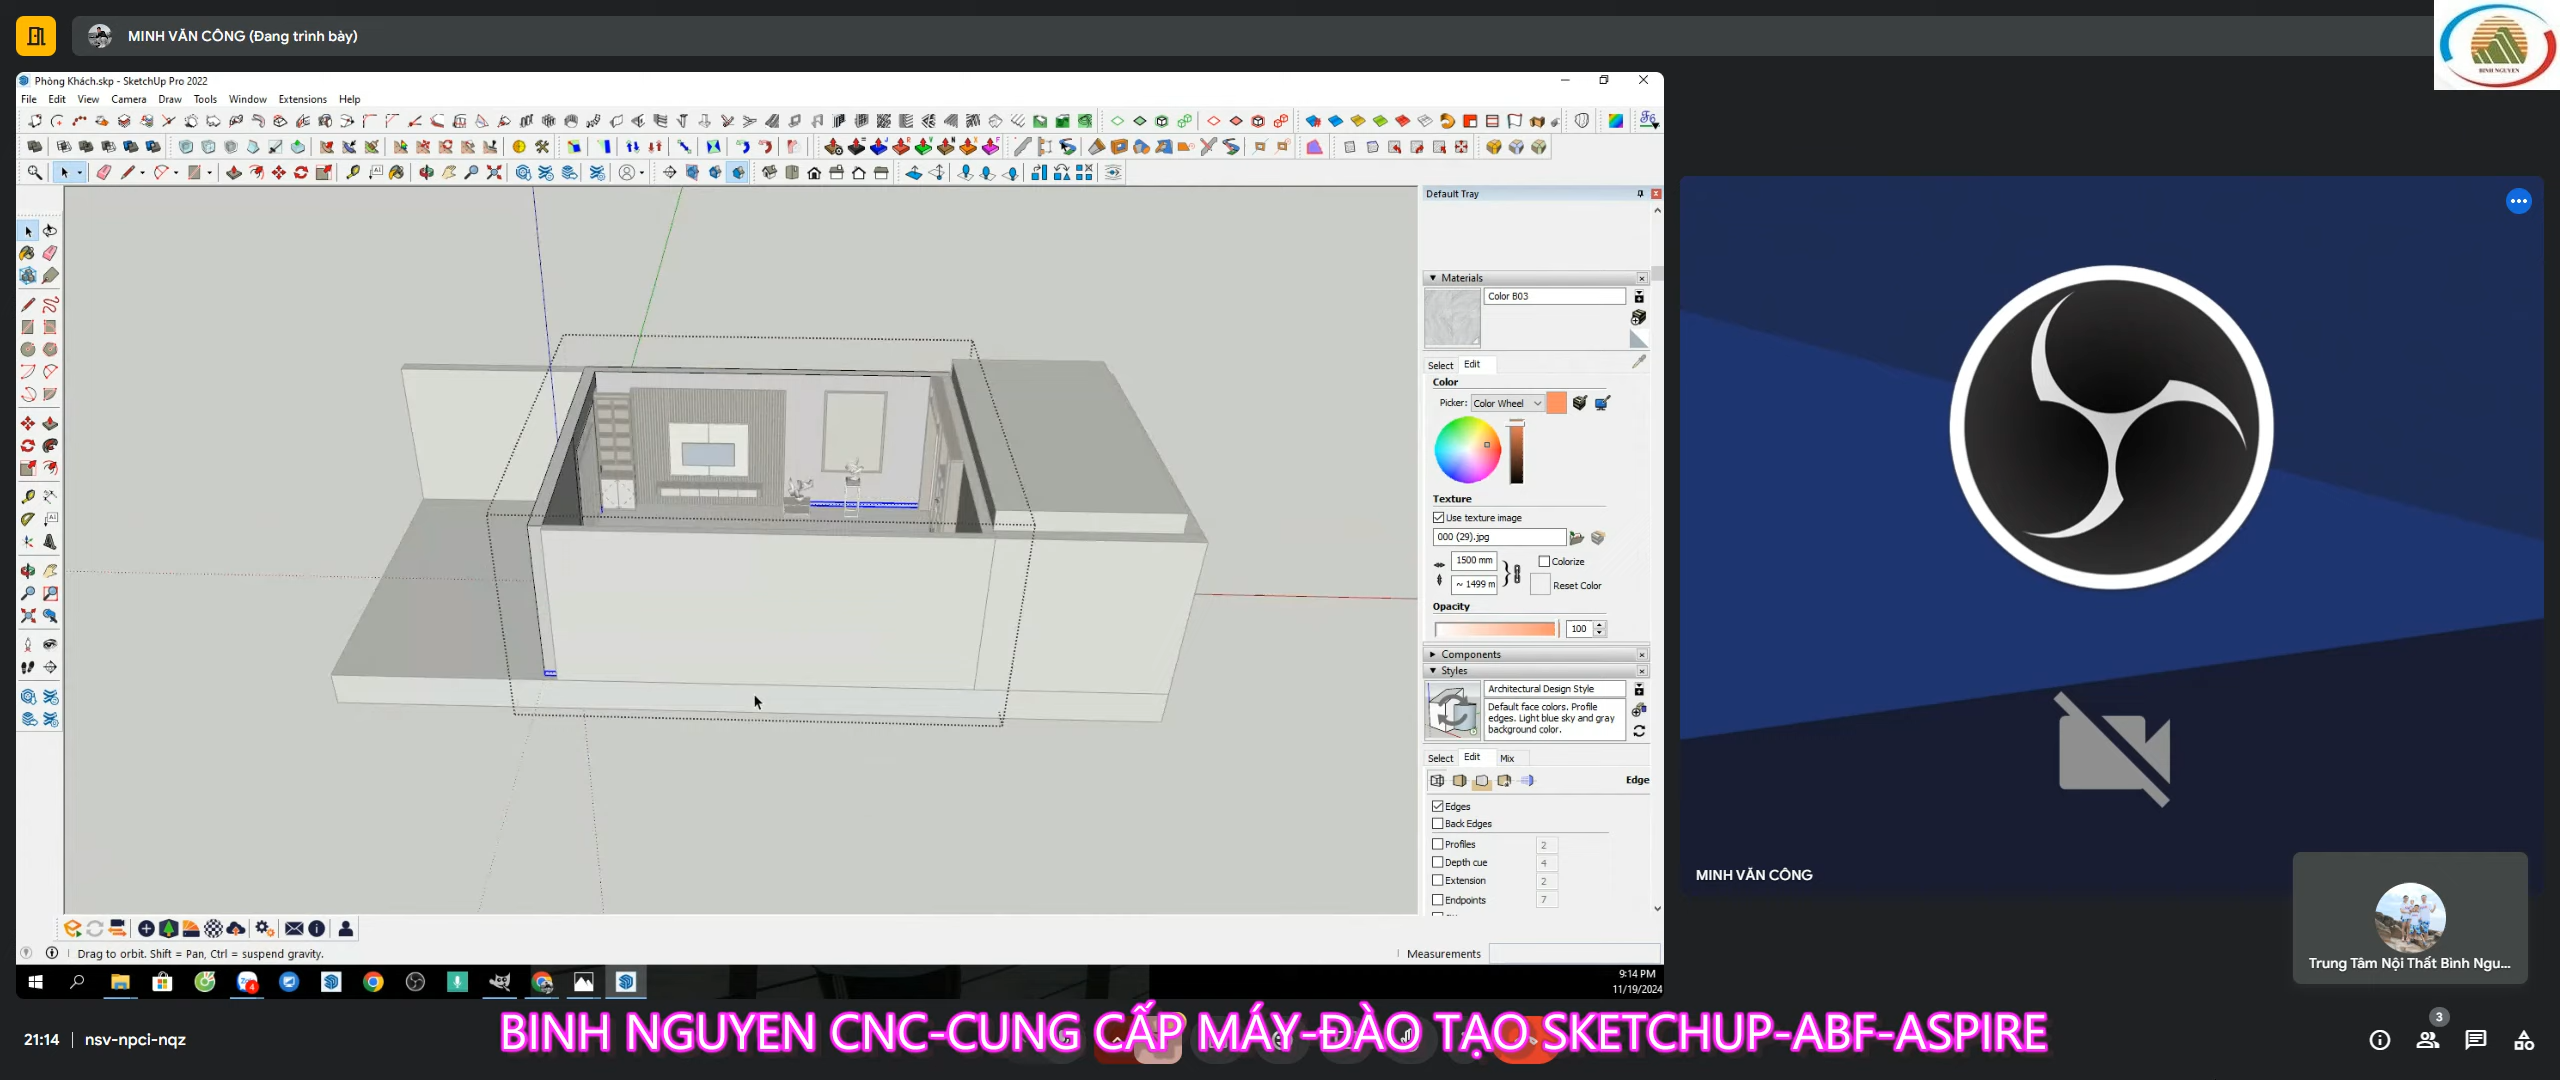 MINH VĂN CÔNG (Đang trình bày)
BINH NGUYEN
Phòng Khách.skp - SketchUp Pro 2022
File Edit View Camera Draw Tools Window Extensions Help
Default Tray
Materials
Color B03
Select Edit
Color
Picker: Color Wheel
Texture
Use texture image
000 (29).jpg
1500 mm
Colorize
~ 1499 m
Reset Color
Opacity
100
Components
Styles
Architectural Design Style
Default face colors. Profile
edges. Light blue sky and gray
background color.
Select Edit Mix
Edge
Edges
Back Edges
Profiles 2
Depth cue 4
Extension 2
Endpoints 7
Drag to orbit. Shift = Pan, Ctrl = suspend gravity.
Measurements
9:14 PM
11/19/2024
MINH VĂN CÔNG
Trung Tâm Nội Thất Bình Ngu...
21:14 nsv-npci-nqz
BINH NGUYEN CNC-CUNG CẤP MÁY-ĐÀO TẠO SKETCHUP-ABF-ASPIRE
3